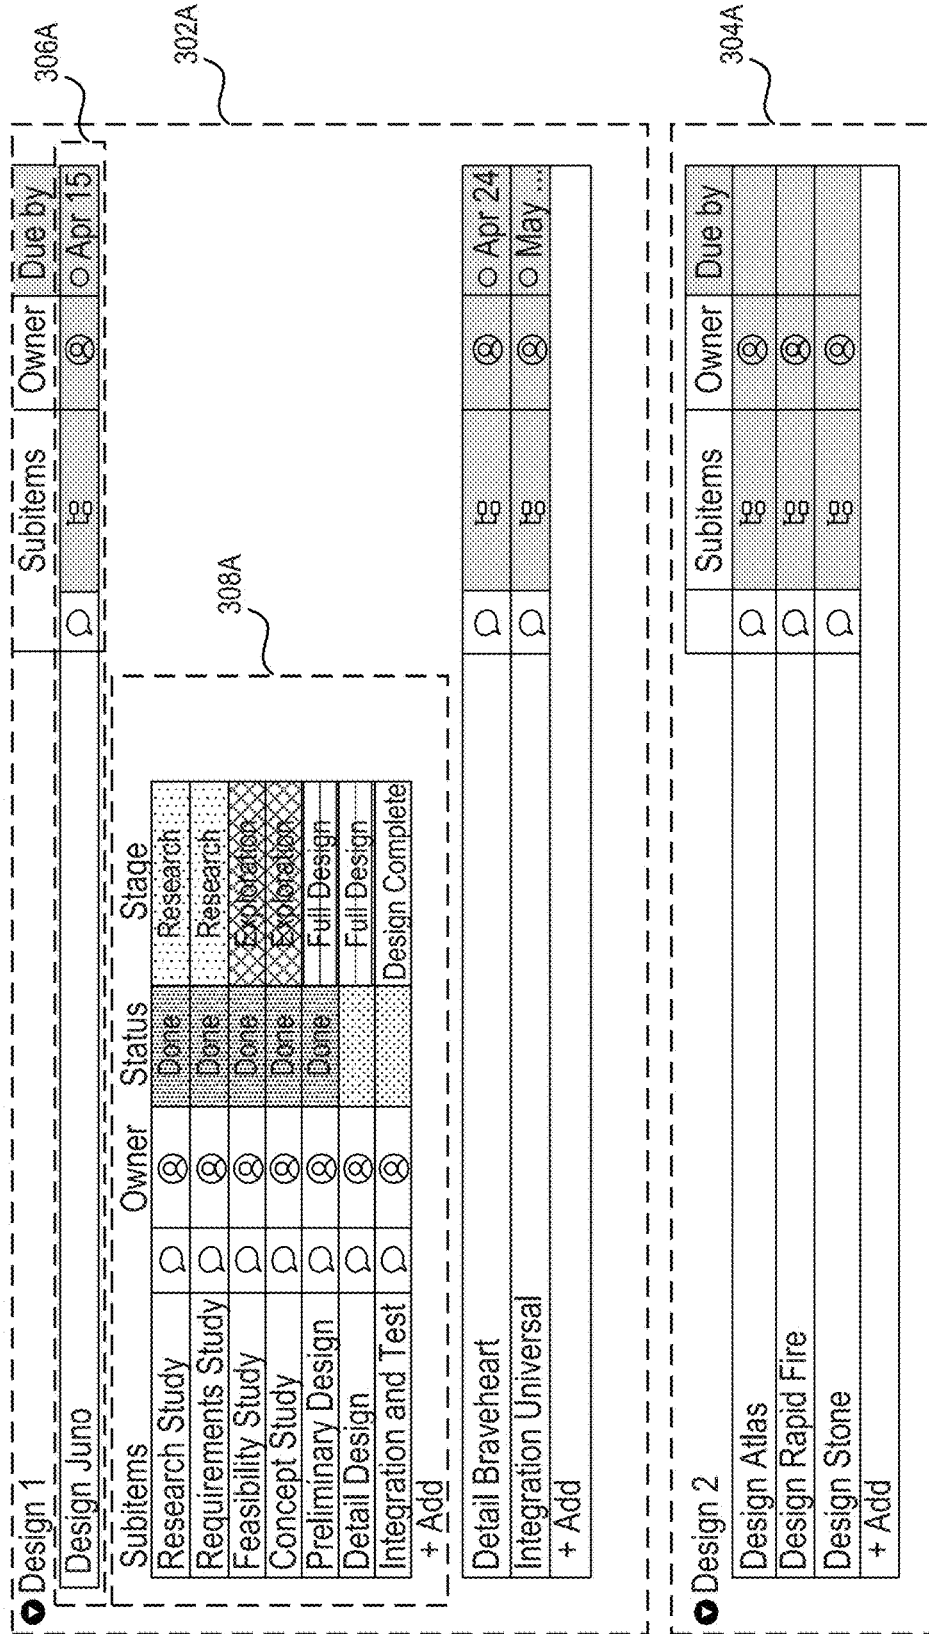 306A
302A
304A
308A
Design 1
Subitems Owner Due by
Design Juno Apr 15
Subitems Owner Status Stage
Research Study Done Research
Requirements Study Done Research
Feasibility Study Done Exploration
Concept Study Done Exploration
Preliminary Design Done Full Design
Detail Design Full Design
Integration and Test Design Complete
+ Add
Detail Braveheart Apr 24
Integration Universal May ...
+ Add
Design 2
Subitems Owner Due by
Design Atlas
Design Rapid Fire
Design Stone
+ Add